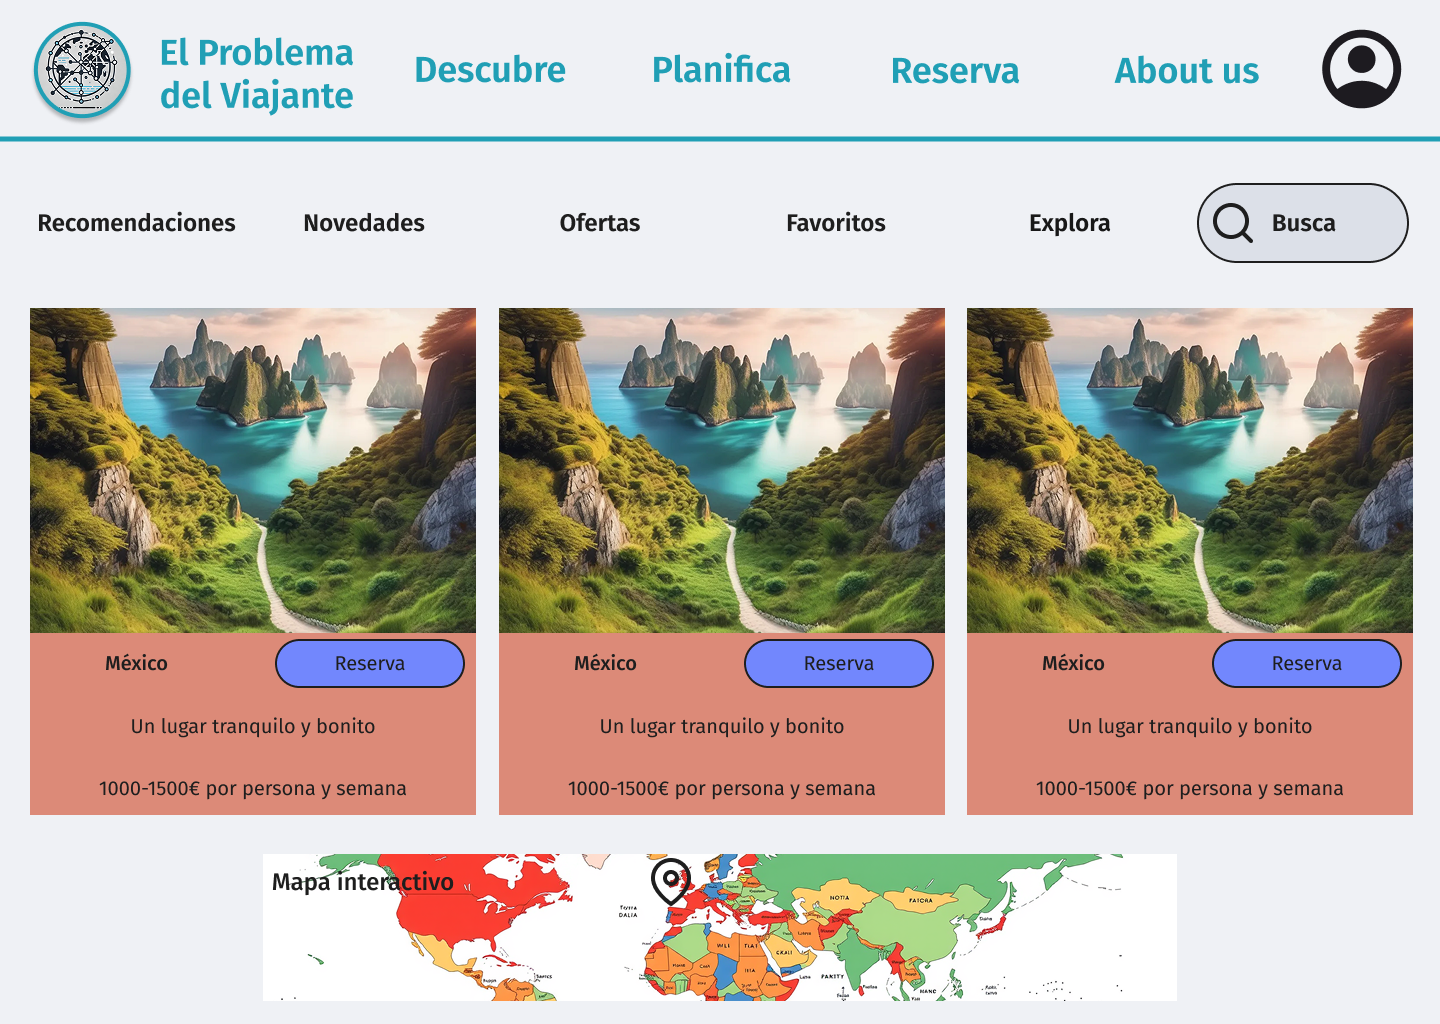 El Problema
del Viajante
Descubre
Planifica
Reserva
About us
Recomendaciones
Novedades
Ofertas
Favoritos
Explora
Busca
México
Reserva
Un lugar tranquilo y bonito
1000-1500€ por persona y semana
México
Reserva
Un lugar tranquilo y bonito
1000-1500€ por persona y semana
México
Reserva
Un lugar tranquilo y bonito
1000-1500€ por persona y semana
Mapa interactivo
DALIA